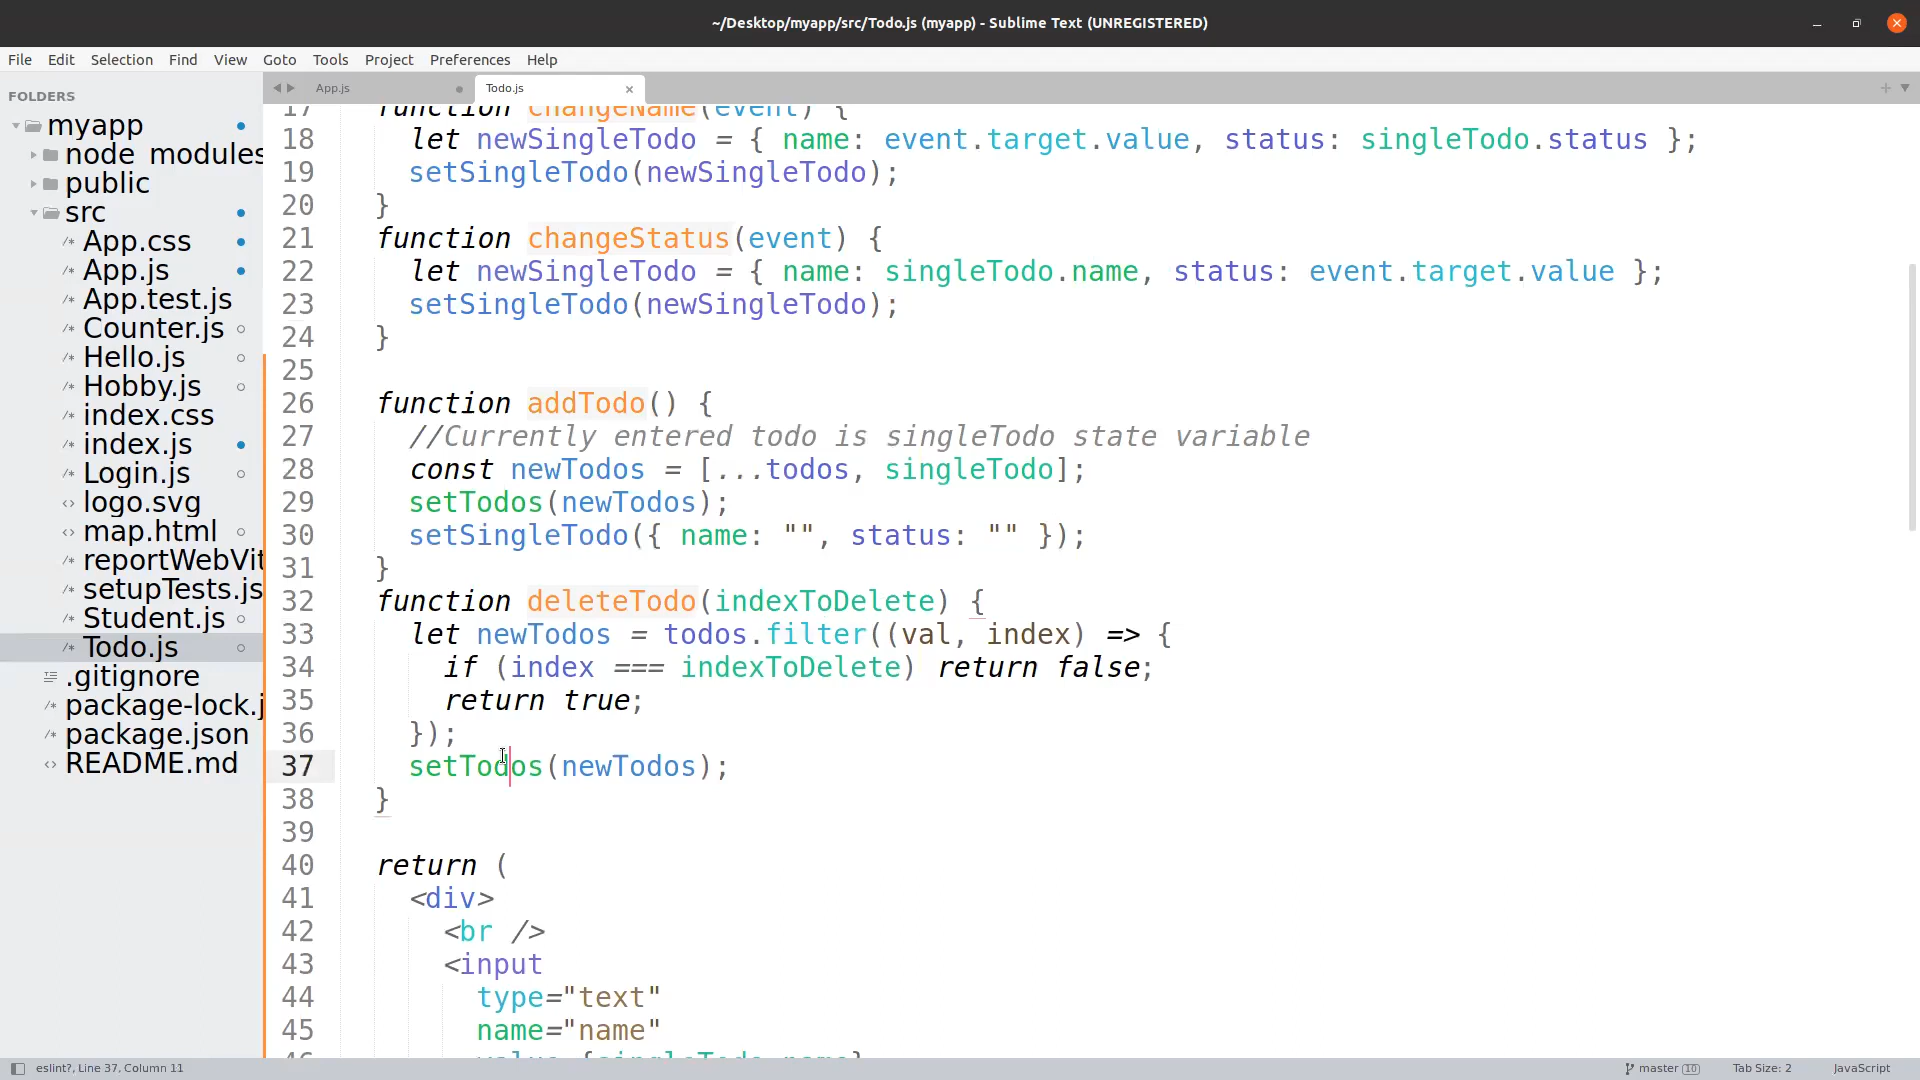 ~/Desktop/myapp/src/Todo.js (myapp) - Sublime Text (UNREGISTERED)
File Edit Selection Find View Goto Tools Project Preferences Help
FOLDERS
myapp
node_modules
public
src
App.css
App.js
App.test.js
Counter.js
Hello.js
Hobby.js
index.css
index.js
Login.js
logo.svg
map.html
reportWebVit
setupTests.js
Student.js
Todo.js
.gitignore
package-lock.j
package.json
README.md
App.js Todo.js
17 function changeName(event) {
18 let newSingleTodo = { name: event.target.value, status: singleTodo.status };
19 setSingleTodo(newSingleTodo);
20 }
21 function changeStatus(event) {
22 let newSingleTodo = { name: singleTodo.name, status: event.target.value };
23 setSingleTodo(newSingleTodo);
24 }
25
26 function addTodo() {
27 //Currently entered todo is singleTodo state variable
28 const newTodos = [...todos, singleTodo];
29 setTodos(newTodos);
30 setSingleTodo({ name: "", status: "" });
31 }
32 function deleteTodo(indexToDelete) {
33 let newTodos = todos.filter((val, index) => {
34 if (index === indexToDelete) return false;
35 return true;
36 });
37 setTodos(newTodos);
38 }
39
40 return (
41 <div>
42 <br />
43 <input
44 type="text"
45 name="name"
46 value={singleTodo.name}
eslint?, Line 37, Column 11
master 10 Tab Size: 2 JavaScript